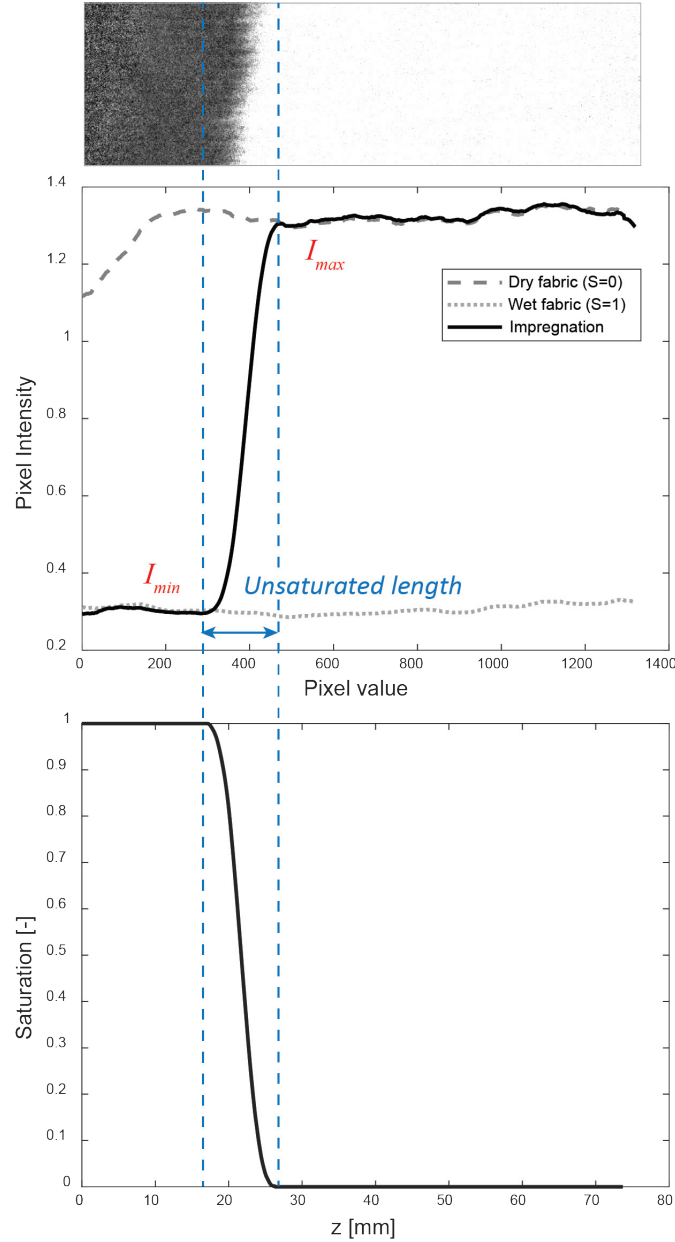 1.4
1.2
1
0.8
0.6
0.4
0.2
Pixel Intensity
I_max
Dry fabric (S=0)
Wet fabric (S=1)
Impregnation
I_min
Unsaturated length
0 200 400 600 800 1000 1200 1400
Pixel value
1
0.9
0.8
0.7
0.6
0.5
0.4
0.3
0.2
0.1
0
Saturation [-]
0 10 20 30 40 50 60 70 80
z [mm]